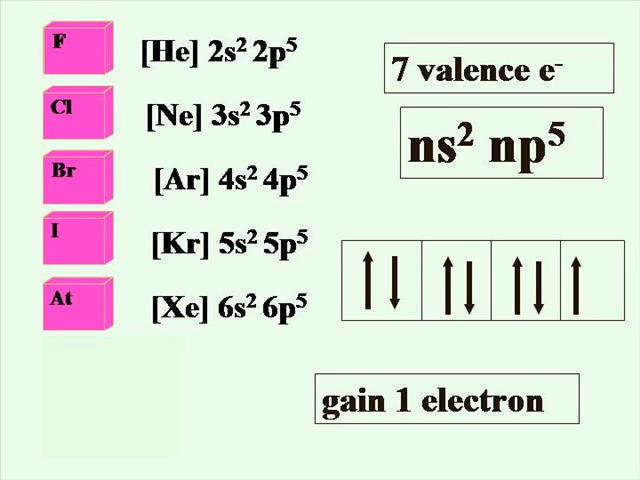 F [He] 2s² 2p⁵
7 valence e⁻
Cl [Ne] 3s² 3p⁵
ns² np⁵
Br [Ar] 4s² 4p⁵
I [Kr] 5s² 5p⁵
At [Xe] 6s² 6p⁵
gain 1 electron